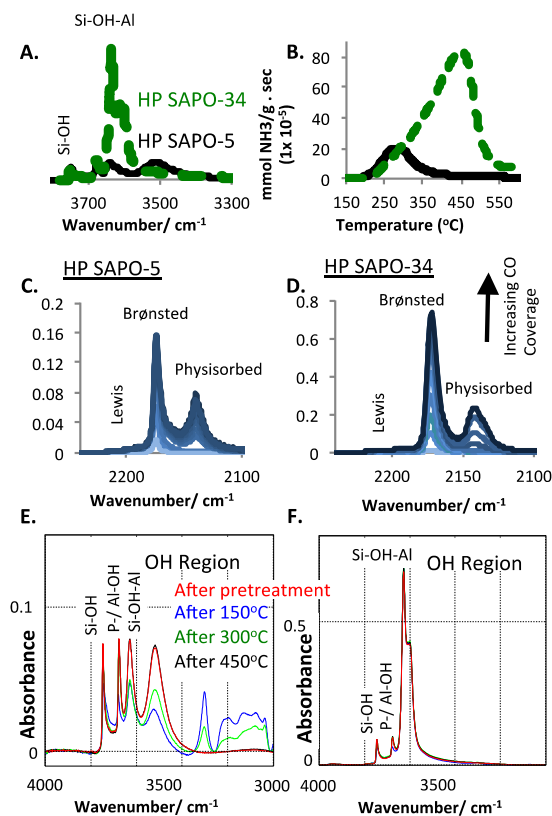 Si-OH-Al
A.
HP SAPO-34
HP SAPO-5
Si-OH
3700 3500 3300
Wavenumber/ cm-1
B.
mmol NH3/g . sec
(1x 10-5)
80
60
40
20
0
150 250 350 450 550
Temperature (oC)
C.
HP SAPO-5
0.2
0.16
0.12
0.08
0.04
0
Brønsted
Physisorbed
Lewis
2200 2100
Wavenumber/ cm-1
HP SAPO-34
D.
0.8
0.6
0.4
0.2
0
Brønsted
Physisorbed
Lewis
Increasing CO
Coverage
2200 2150 2100
Wavenumber/ cm-1
E.
OH Region
Si-OH
P-/ Al-OH
Si-OH-Al
After pretreatment
After 150oC
After 300oC
After 450oC
0.1
0
Absorbance
4000 3500 3000
Wavenumber/ cm-1
F.
Si-OH-Al
OH Region
Si-OH
P-/ Al-OH
0.5
0
Absorbance
4000 3500
Wavenumber/ cm-1